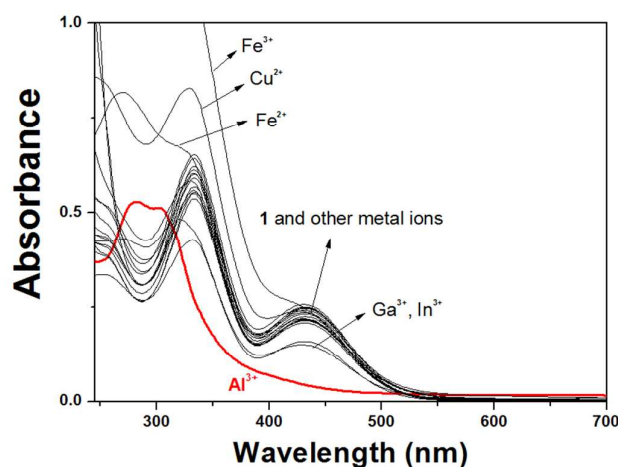 1.0
Fe³⁺
Cu²⁺
Fe²⁺
0.5
1 and other metal ions
Ga³⁺, In³⁺
Al³⁺
0.0
300 400 500 600 700
Absorbance
Wavelength (nm)